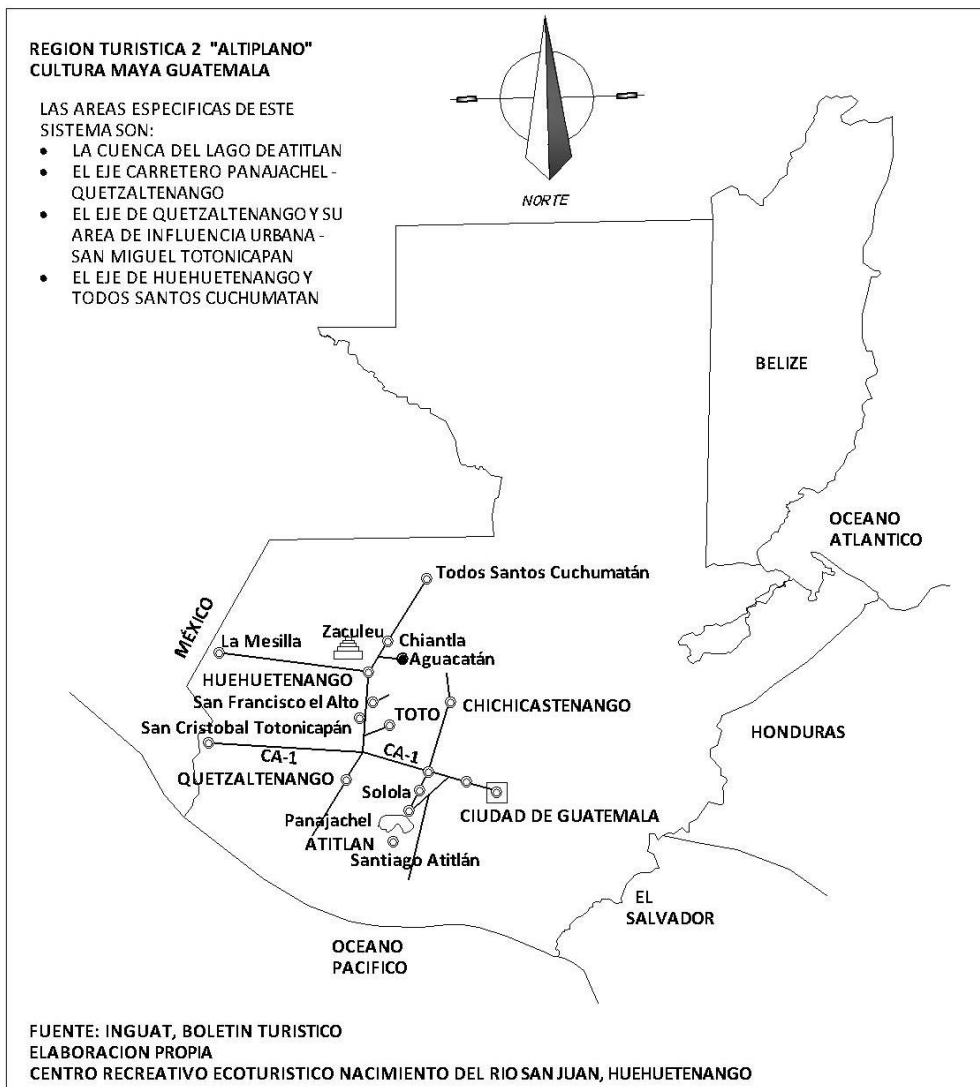 REGION TURISTICA 2 "ALTIPLANO"
CULTURA MAYA GUATEMALA
LAS AREAS ESPECIFICAS DE ESTE
SISTEMA SON:
• LA CUENCA DEL LAGO DE ATITLAN
• EL EJE CARRETERO PANAJACHEL -
QUETZALTENANGO
• EL EJE DE QUETZALTENANGO Y SU
AREA DE INFLUENCIA URBANA -
SAN MIGUEL TOTONICAPAN
• EL EJE DE HUEHUETENANGO Y
TODOS SANTOS CUCHUMATAN
NORTE
BELIZE
OCEANO
ATLANTICO
Todos Santos Cuchumatán
MÉXICO
La Mesilla
Zaculeu
Chiantla
Aguacatán
HUEHUETENANGO
San Francisco el Alto
TOTO
CHICHICASTENANGO
San Cristobal Totonicapán
HONDURAS
CA-1
CA-1
QUETZALTENANGO
Solola
Panajachel
CIUDAD DE GUATEMALA
ATITLAN
Santiago Atitlán
EL
SALVADOR
OCEANO
PACIFICO
FUENTE: INGUAT, BOLETIN TURISTICO
ELABORACION PROPIA
CENTRO RECREATIVO ECOTURISTICO NACIMIENTO DEL RIO SAN JUAN, HUEHUETENANGO